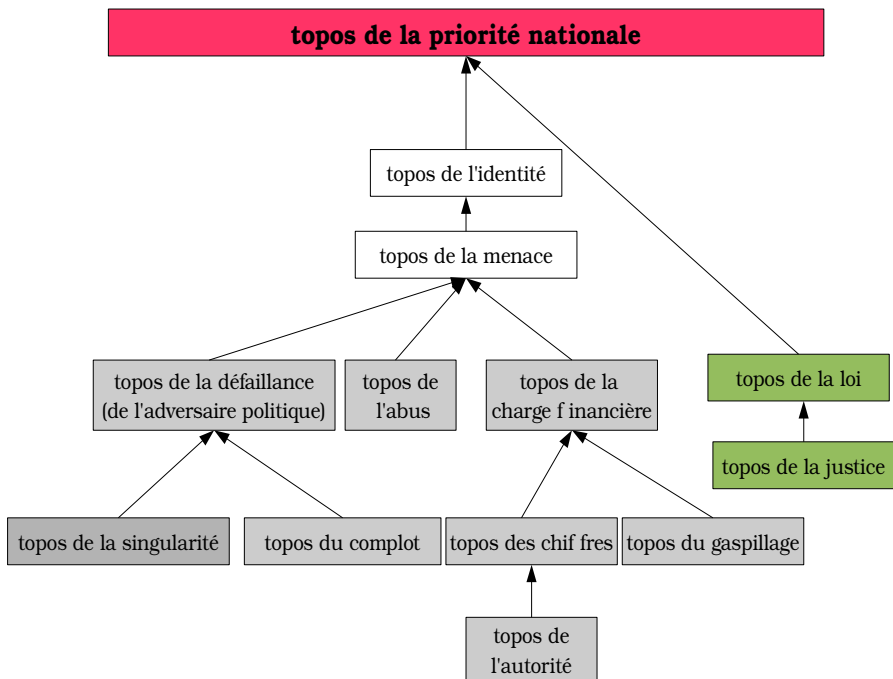 topos de la priorité nationale
topos de l'identité
topos de la menace
topos de la défaillance
(de l'adversaire politique)
topos de
l'abus
topos de la
charge f inancière
topos de la loi
topos de la justice
topos de la singularité
topos du complot
topos des chif fres
topos du gaspillage
topos de
l'autorité